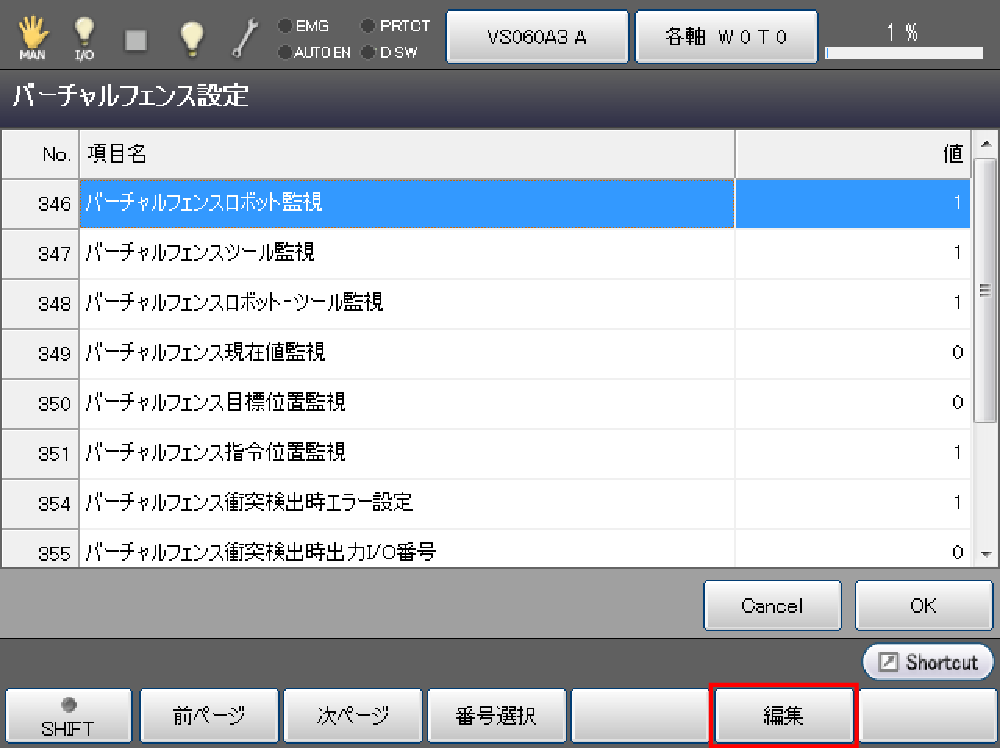 MAN
I/O
EMG
PRTCT
AUTO EN
D SW
VS060A3 A
各軸 W 0 T 0
1 %
バーチャルフェンス設定
No. 項目名 値
346 バーチャルフェンスロボット監視 1
347 バーチャルフェンスツール監視 1
348 バーチャルフェンスロボット-ツール監視 1
349 バーチャルフェンス現在値監視 0
350 バーチャルフェンス目標位置監視 0
351 バーチャルフェンス指令位置監視 1
354 バーチャルフェンス衝突検出時エラー設定 1
355 バーチャルフェンス衝突検出時出力I/O番号 0
Cancel OK
Shortcut
SHIFT 前ページ 次ページ 番号選択 編集